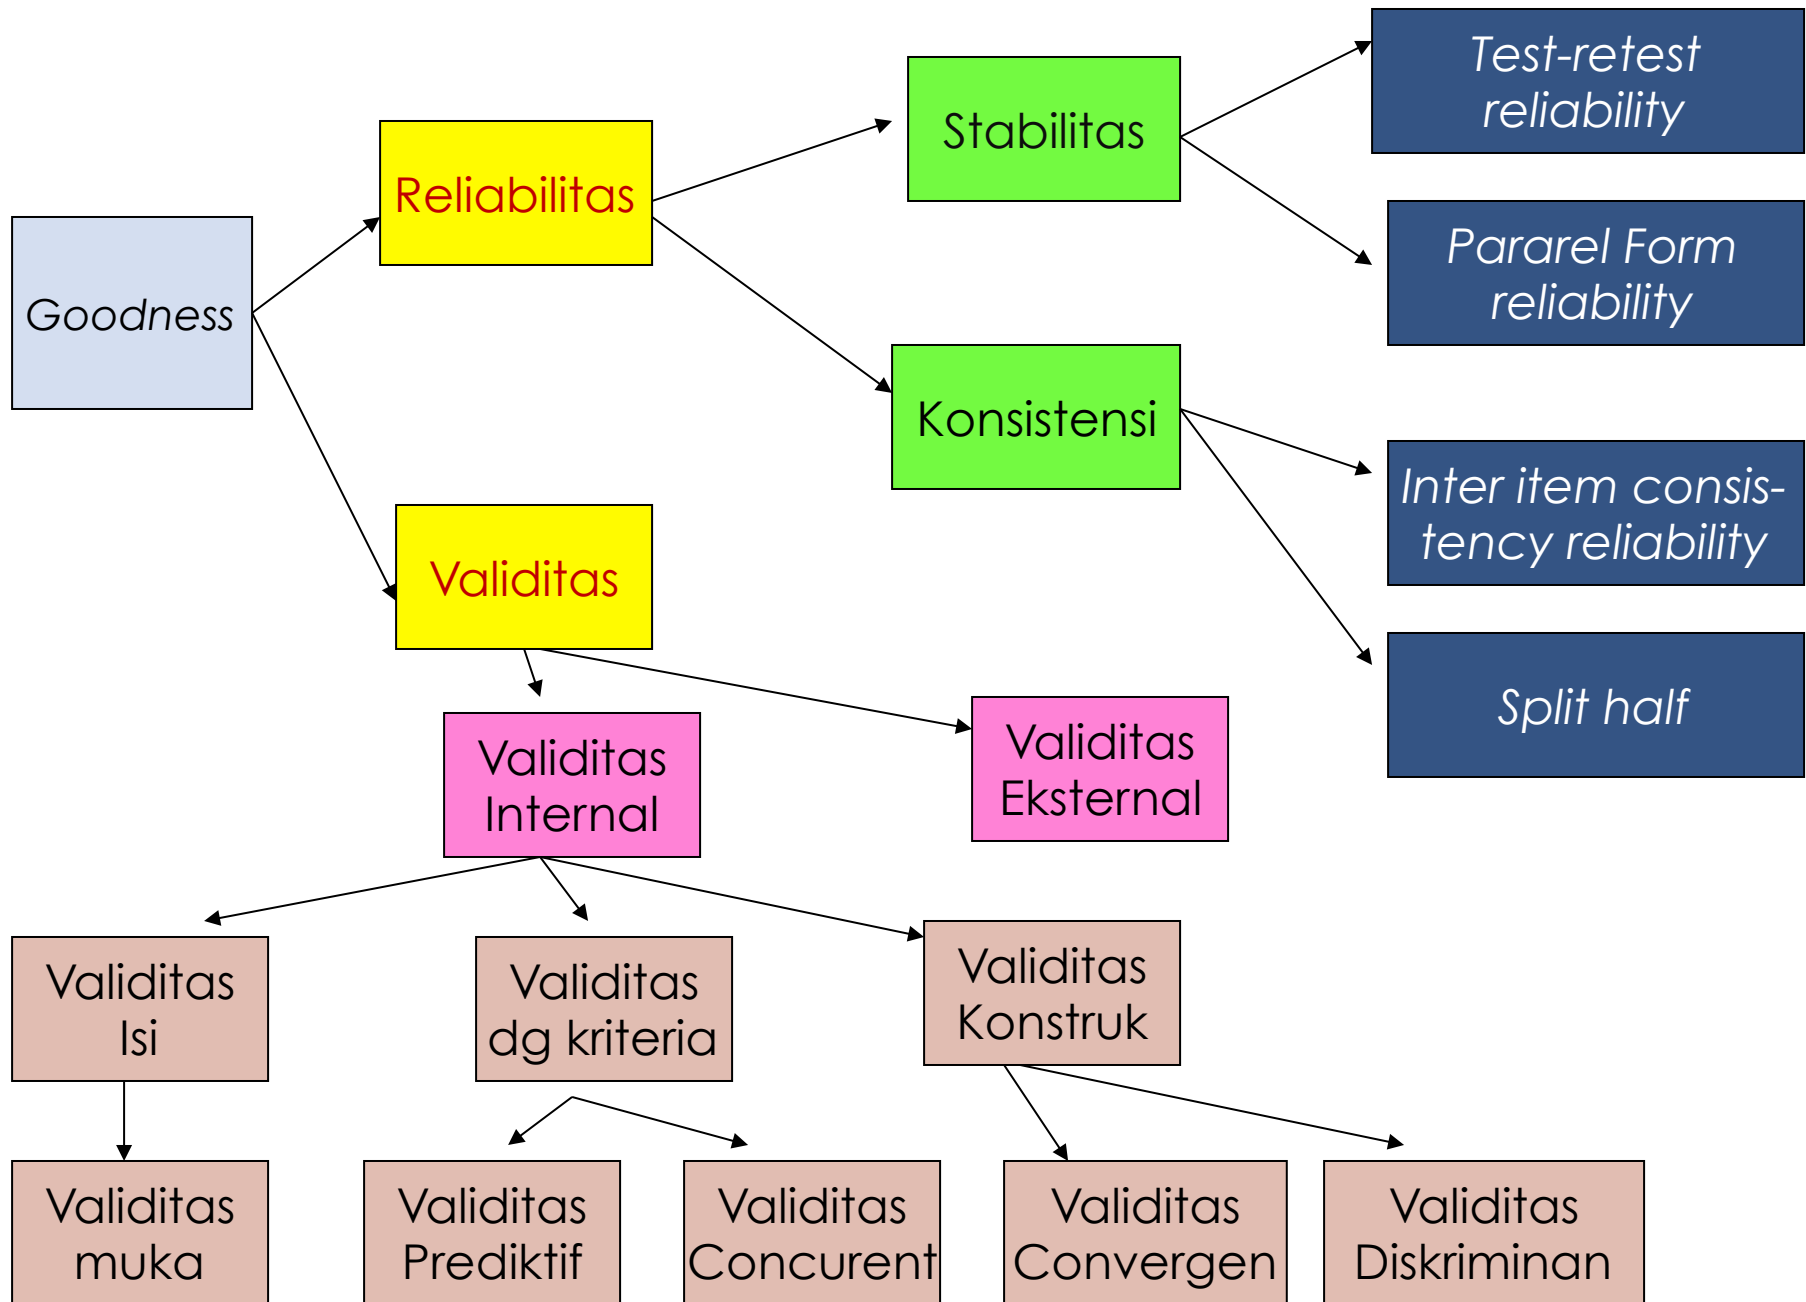 Test-retest
reliability
Stabilitas
Reliabilitas
Pararel Form
reliability
Goodness
Konsistensi
Inter item consis-
tency reliability
Validitas
Split half
Validitas
Internal
Validitas
Eksternal
Validitas
Isi
Validitas
dg kriteria
Validitas
Konstruk
Validitas
muka
Validitas
Prediktif
Validitas
Concurent
Validitas
Convergen
Validitas
Diskriminan